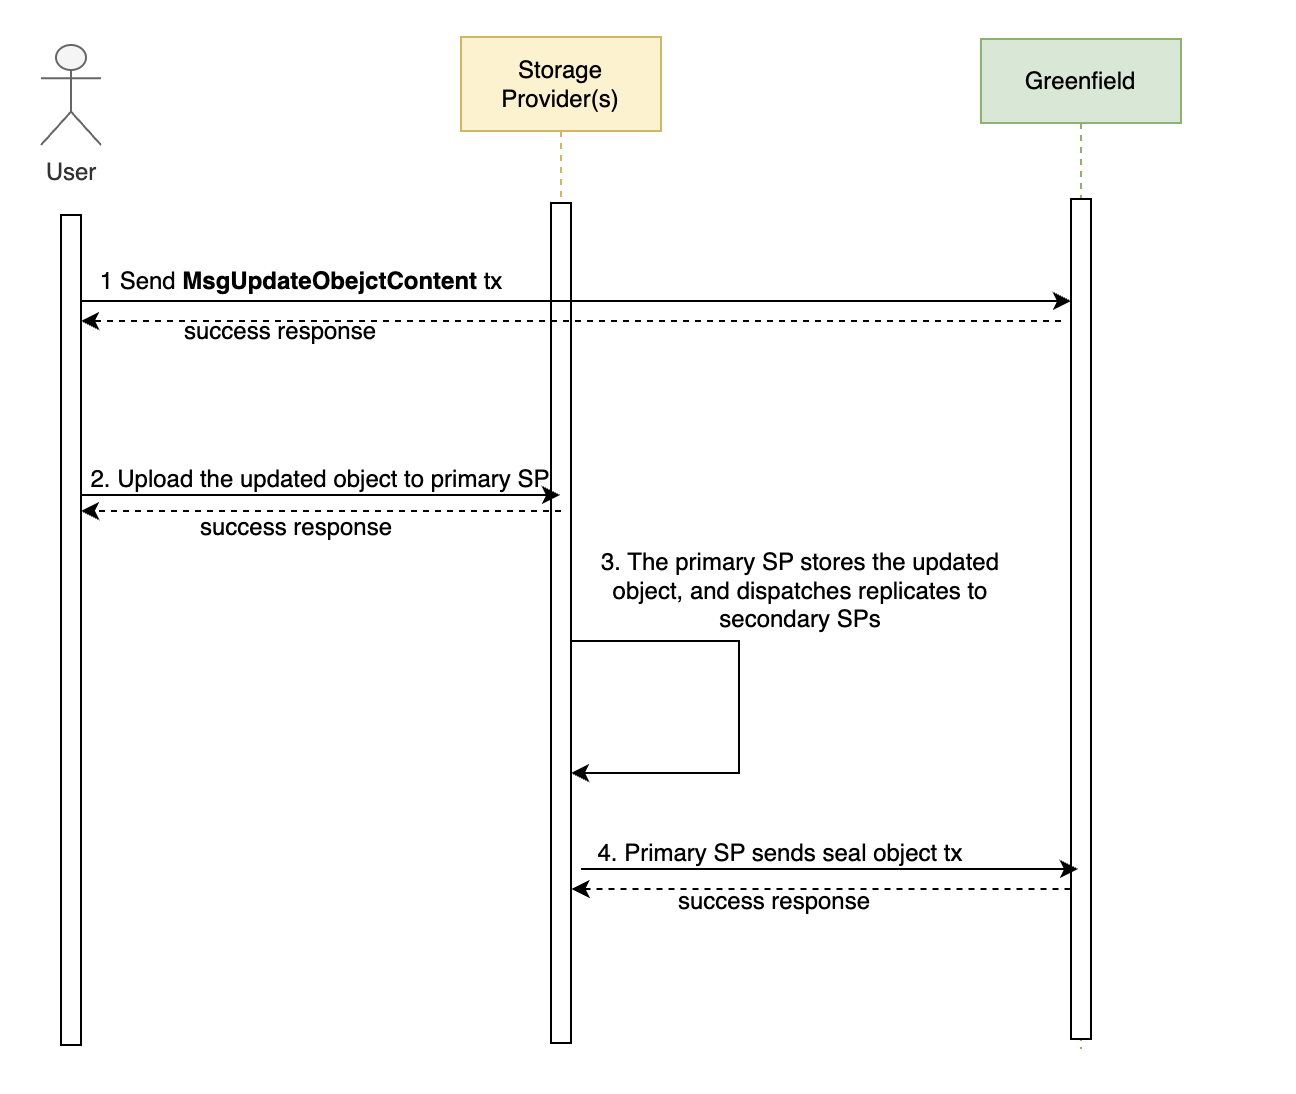 Storage
Provider(s)
Greenfield
User
1 Send MsgUpdateObejctContent tx
success response
2. Upload the updated object to primary SP
success response
3. The primary SP stores the updated
object, and dispatches replicates to
secondary SPs
4. Primary SP sends seal object tx
success response